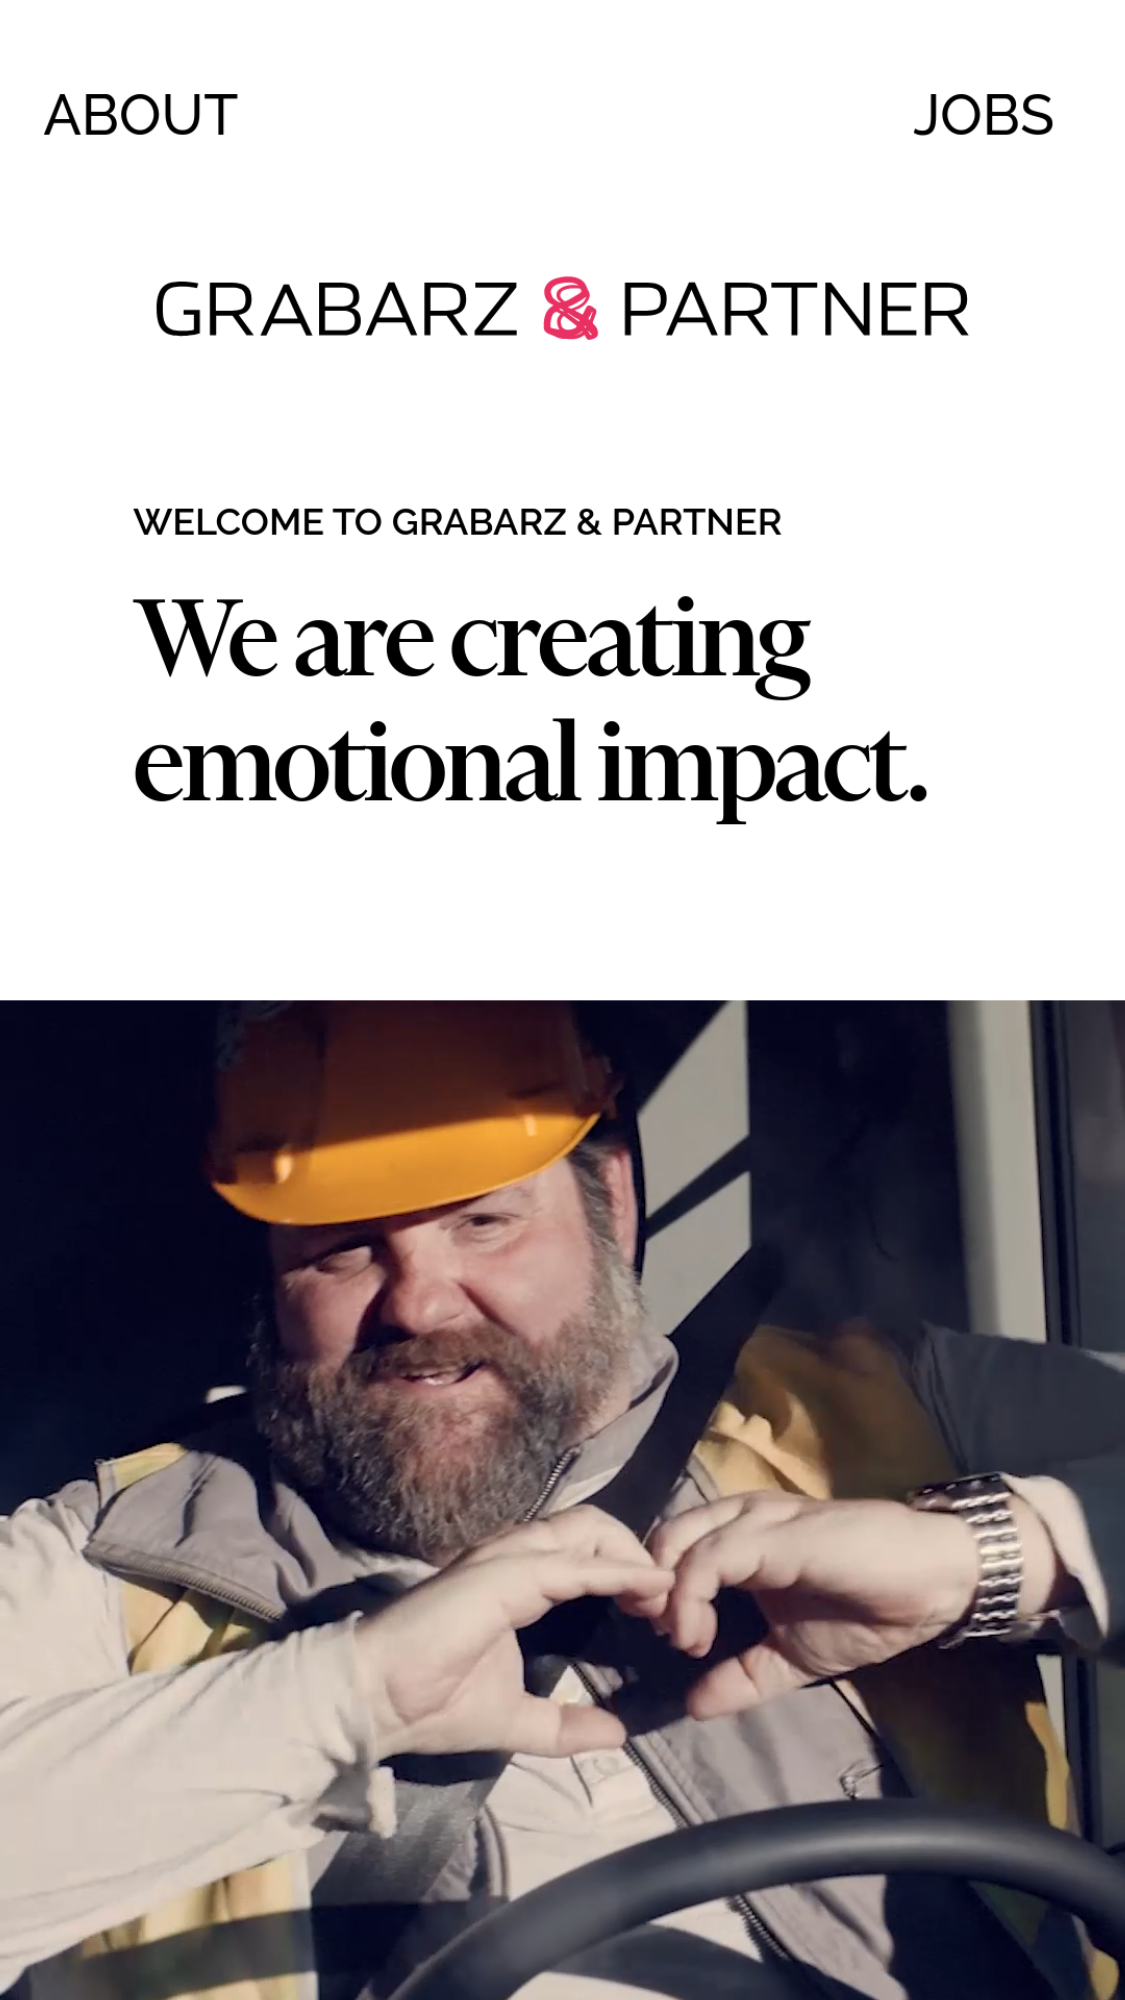 ABOUT
JOBS
GRABARZ & PARTNER
WELCOME TO GRABARZ & PARTNER
We are creating
emotional impact.